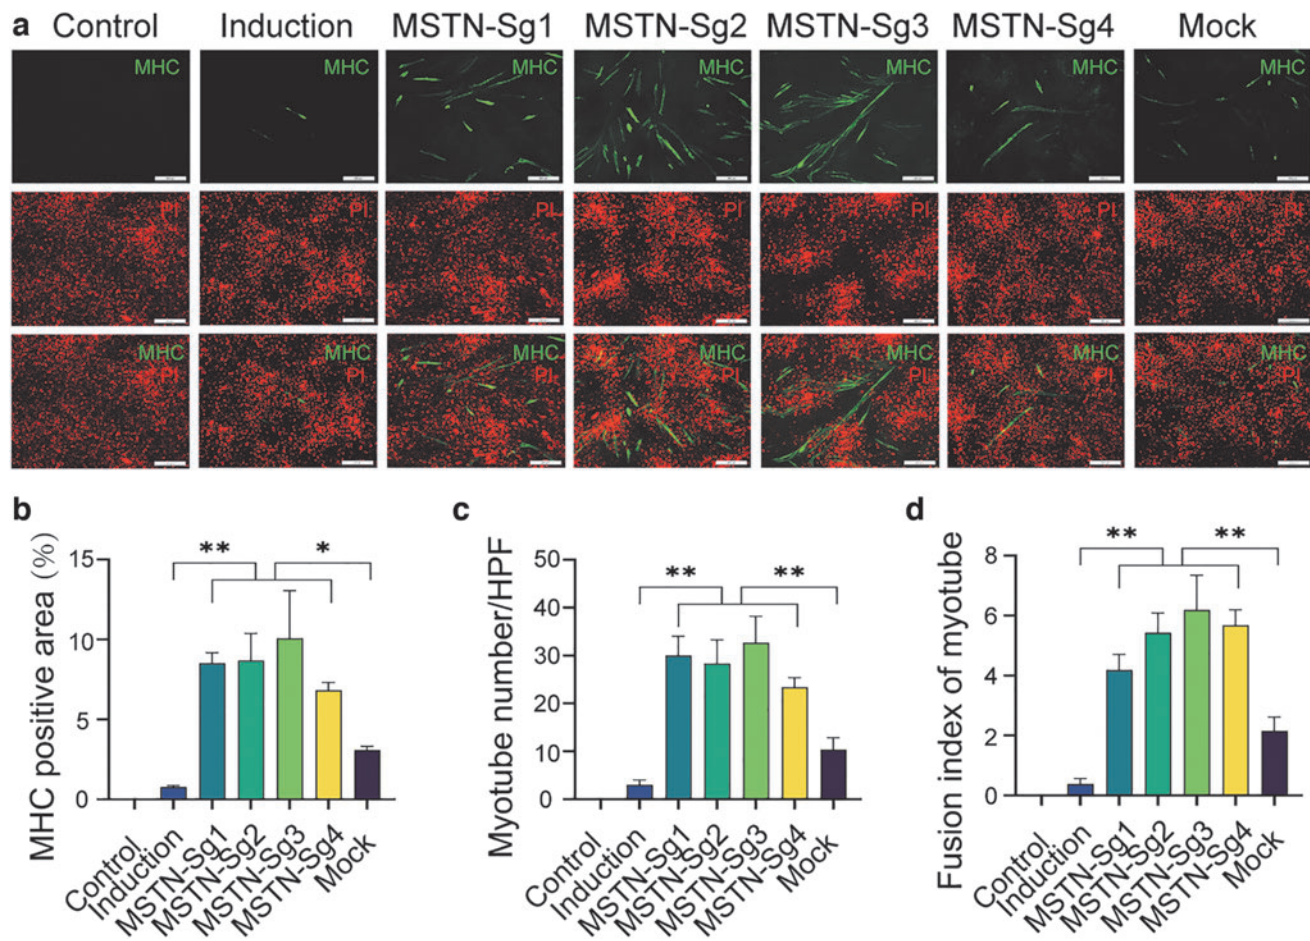 a Control Induction MSTN-Sg1 MSTN-Sg2 MSTN-Sg3 MSTN-Sg4 Mock
MHC MHC MHC MHC MHC MHC MHC
PI PI PI PI PI PI PI
MHC MHC MHC MHC MHC MHC MHC
PI PI PI PI PI PI PI
b
MHC positive area (%)
15
10
5
0
** *
Control
Induction
MSTN-Sg1
MSTN-Sg2
MSTN-Sg3
MSTN-Sg4
Mock
c
Myotube number/HPF
50
40
30
20
10
0
** **
Control
Induction
MSTN-Sg1
MSTN-Sg2
MSTN-Sg3
MSTN-Sg4
Mock
d
Fusion index of myotube
8
6
4
2
0
** **
Control
Induction
MSTN-Sg1
MSTN-Sg2
MSTN-Sg3
MSTN-Sg4
Mock